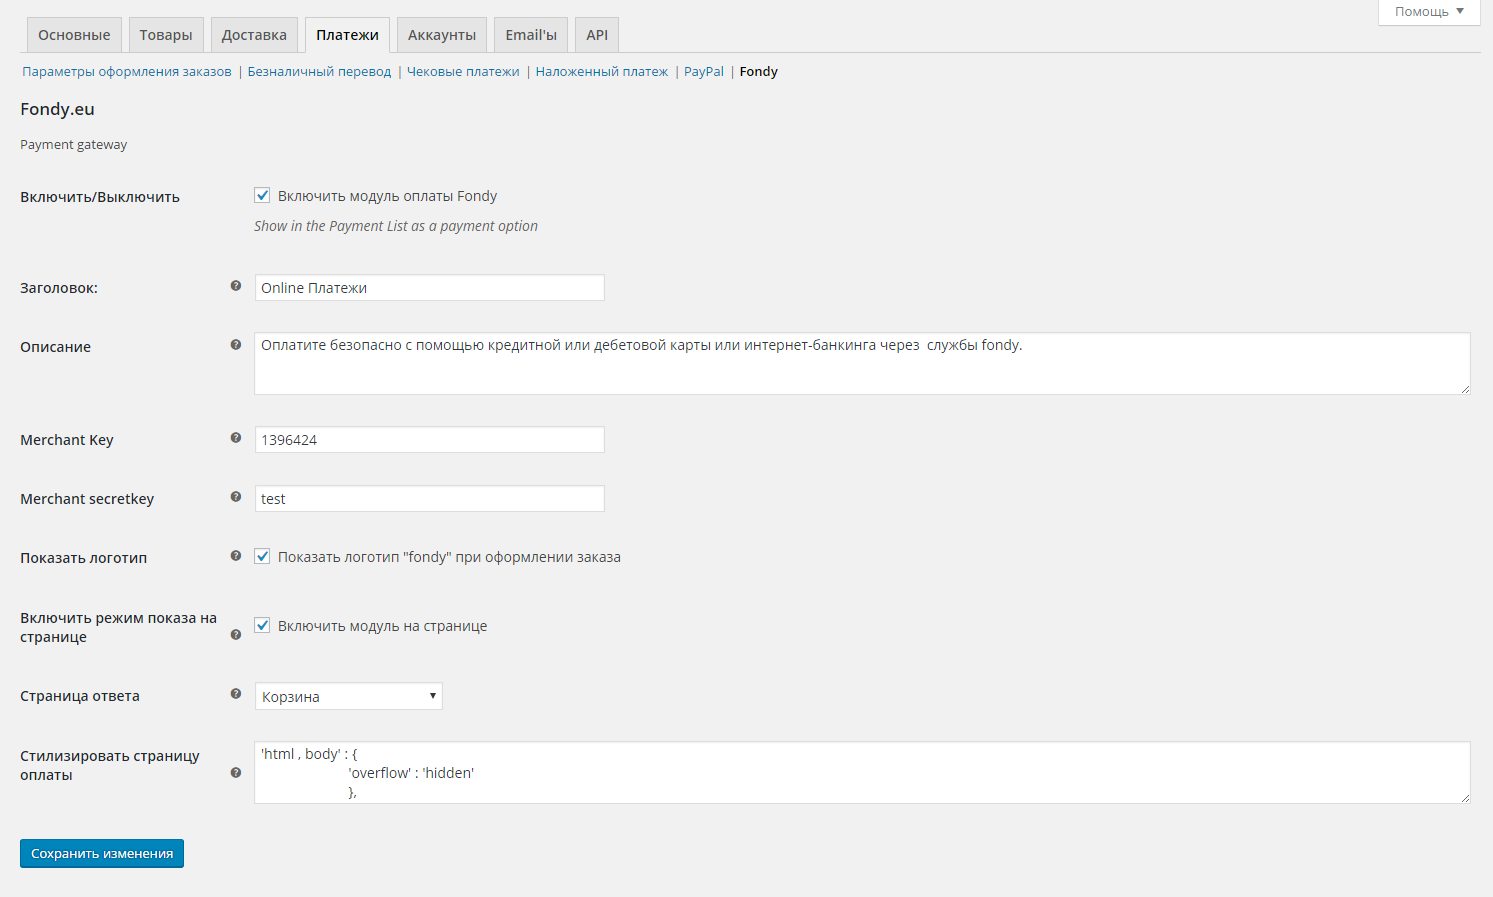 Помощь
Основные Товары Доставка Платежи Аккаунты Email'ы API
Параметры оформления заказов | Безналичный перевод | Чековые платежи | Наложенный платеж | PayPal | Fondy
Fondy.eu
Payment gateway
Включить/Выключить
Включить модуль оплаты Fondy
Show in the Payment List as a payment option
Заголовок:
Online Платежи
Описание
Оплатите безопасно с помощью кредитной или дебетовой карты или интернет-банкинга через  службы fondy.
Merchant Key
1396424
Merchant secretkey
test
Показать логотип
Показать логотип "fondy" при оформлении заказа
Включить режим показа на
странице
Включить модуль на странице
Страница ответа
Корзина
Стилизировать страницу
оплаты
'html , body' : {
'overflow' : 'hidden'
},
Сохранить изменения